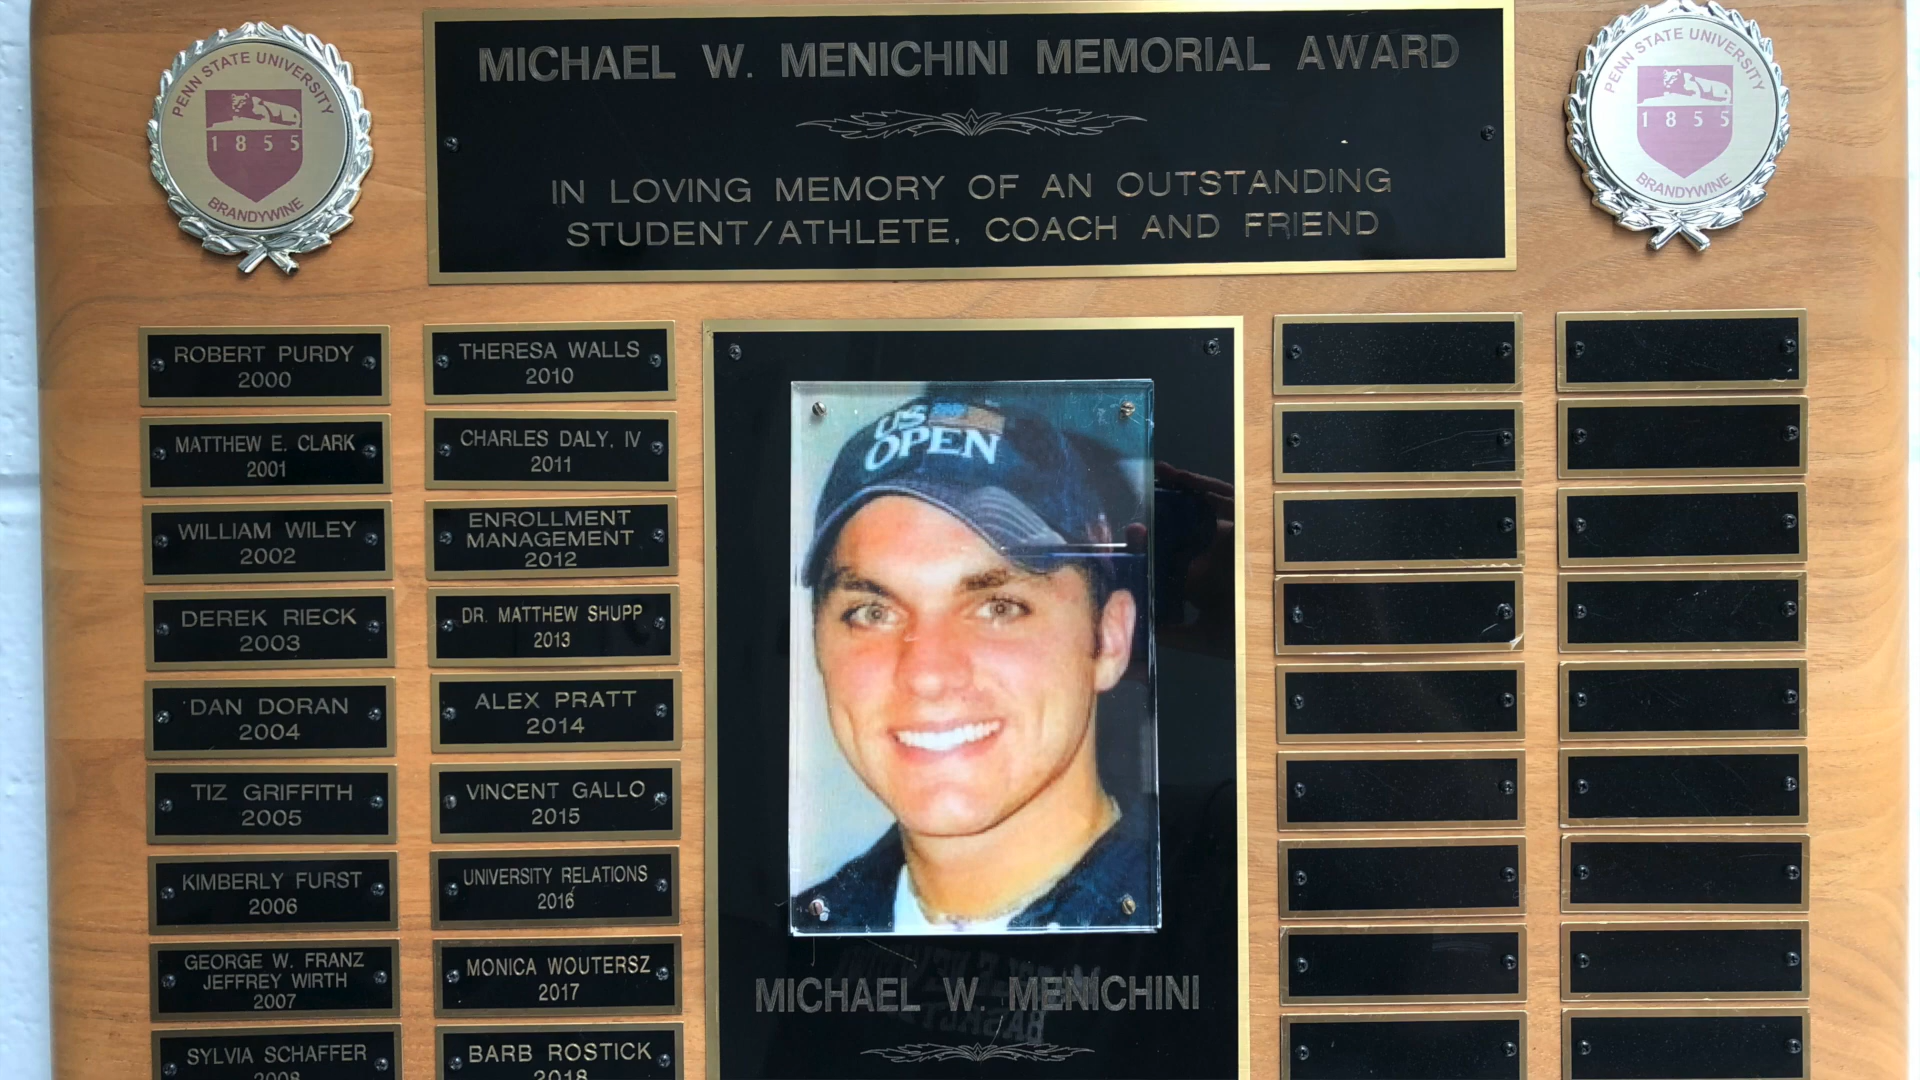 PENN STATE UNIVERSITY
1855
BRANDYWINE
MICHAEL W. MENICHINI MEMORIAL AWARD
IN LOVING MEMORY OF AN OUTSTANDING
STUDENT/ATHLETE, COACH AND FRIEND
PENN STATE UNIVERSITY
1855
BRANDYWINE
ROBERT PURDY
2000
MATTHEW E. CLARK
2001
WILLIAM WILEY
2002
DEREK RIECK
2003
DAN DORAN
2004
TIZ GRIFFITH
2005
KIMBERLY FURST
2006
GEORGE W. FRANZ
JEFFREY WIRTH
2007
SYLVIA SCHAFFER
2008
THERESA WALLS
2010
CHARLES DALY, IV
2011
ENROLLMENT
MANAGEMENT
2012
DR. MATTHEW SHUPP
2013
ALEX PRATT
2014
VINCENT GALLO
2015
UNIVERSITY RELATIONS
2016
MONICA WOUTERSZ
2017
BARB ROSTICK
2018
US
OPEN
MICHAEL W. MENICHINI